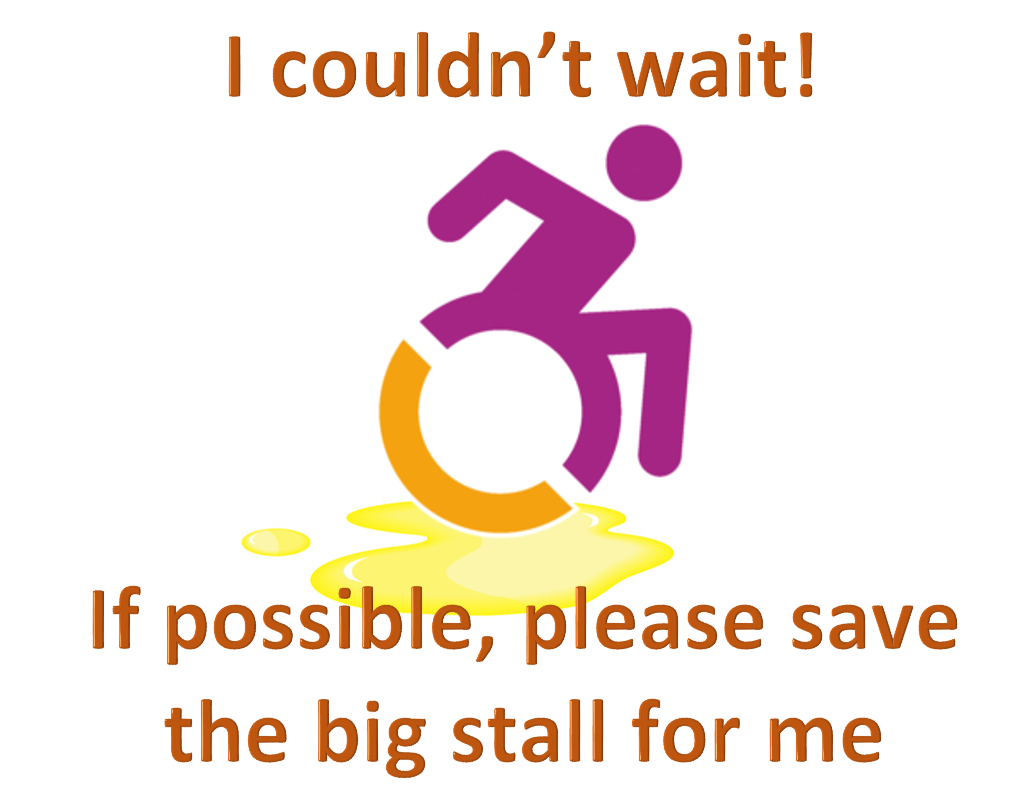 I couldn’t wait!
If possible, please save
the big stall for me